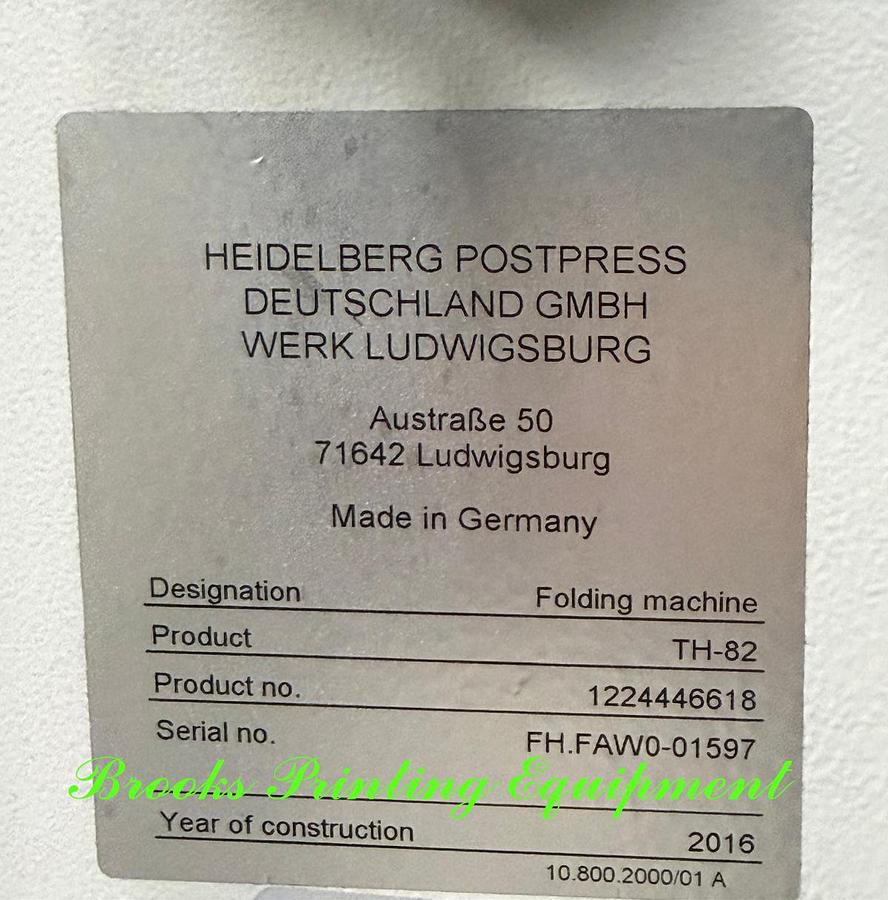 HEIDELBERG POSTPRESS
DEUTSCHLAND GMBH
WERK LUDWIGSBURG
Austraße 50
71642 Ludwigsburg
Made in Germany
Designation Folding machine
Product TH-82
Product no. 1224446618
Serial no. FH.FAW0-01597
Brooks Printing Equipment
Year of construction 2016
10.800.2000/01 A